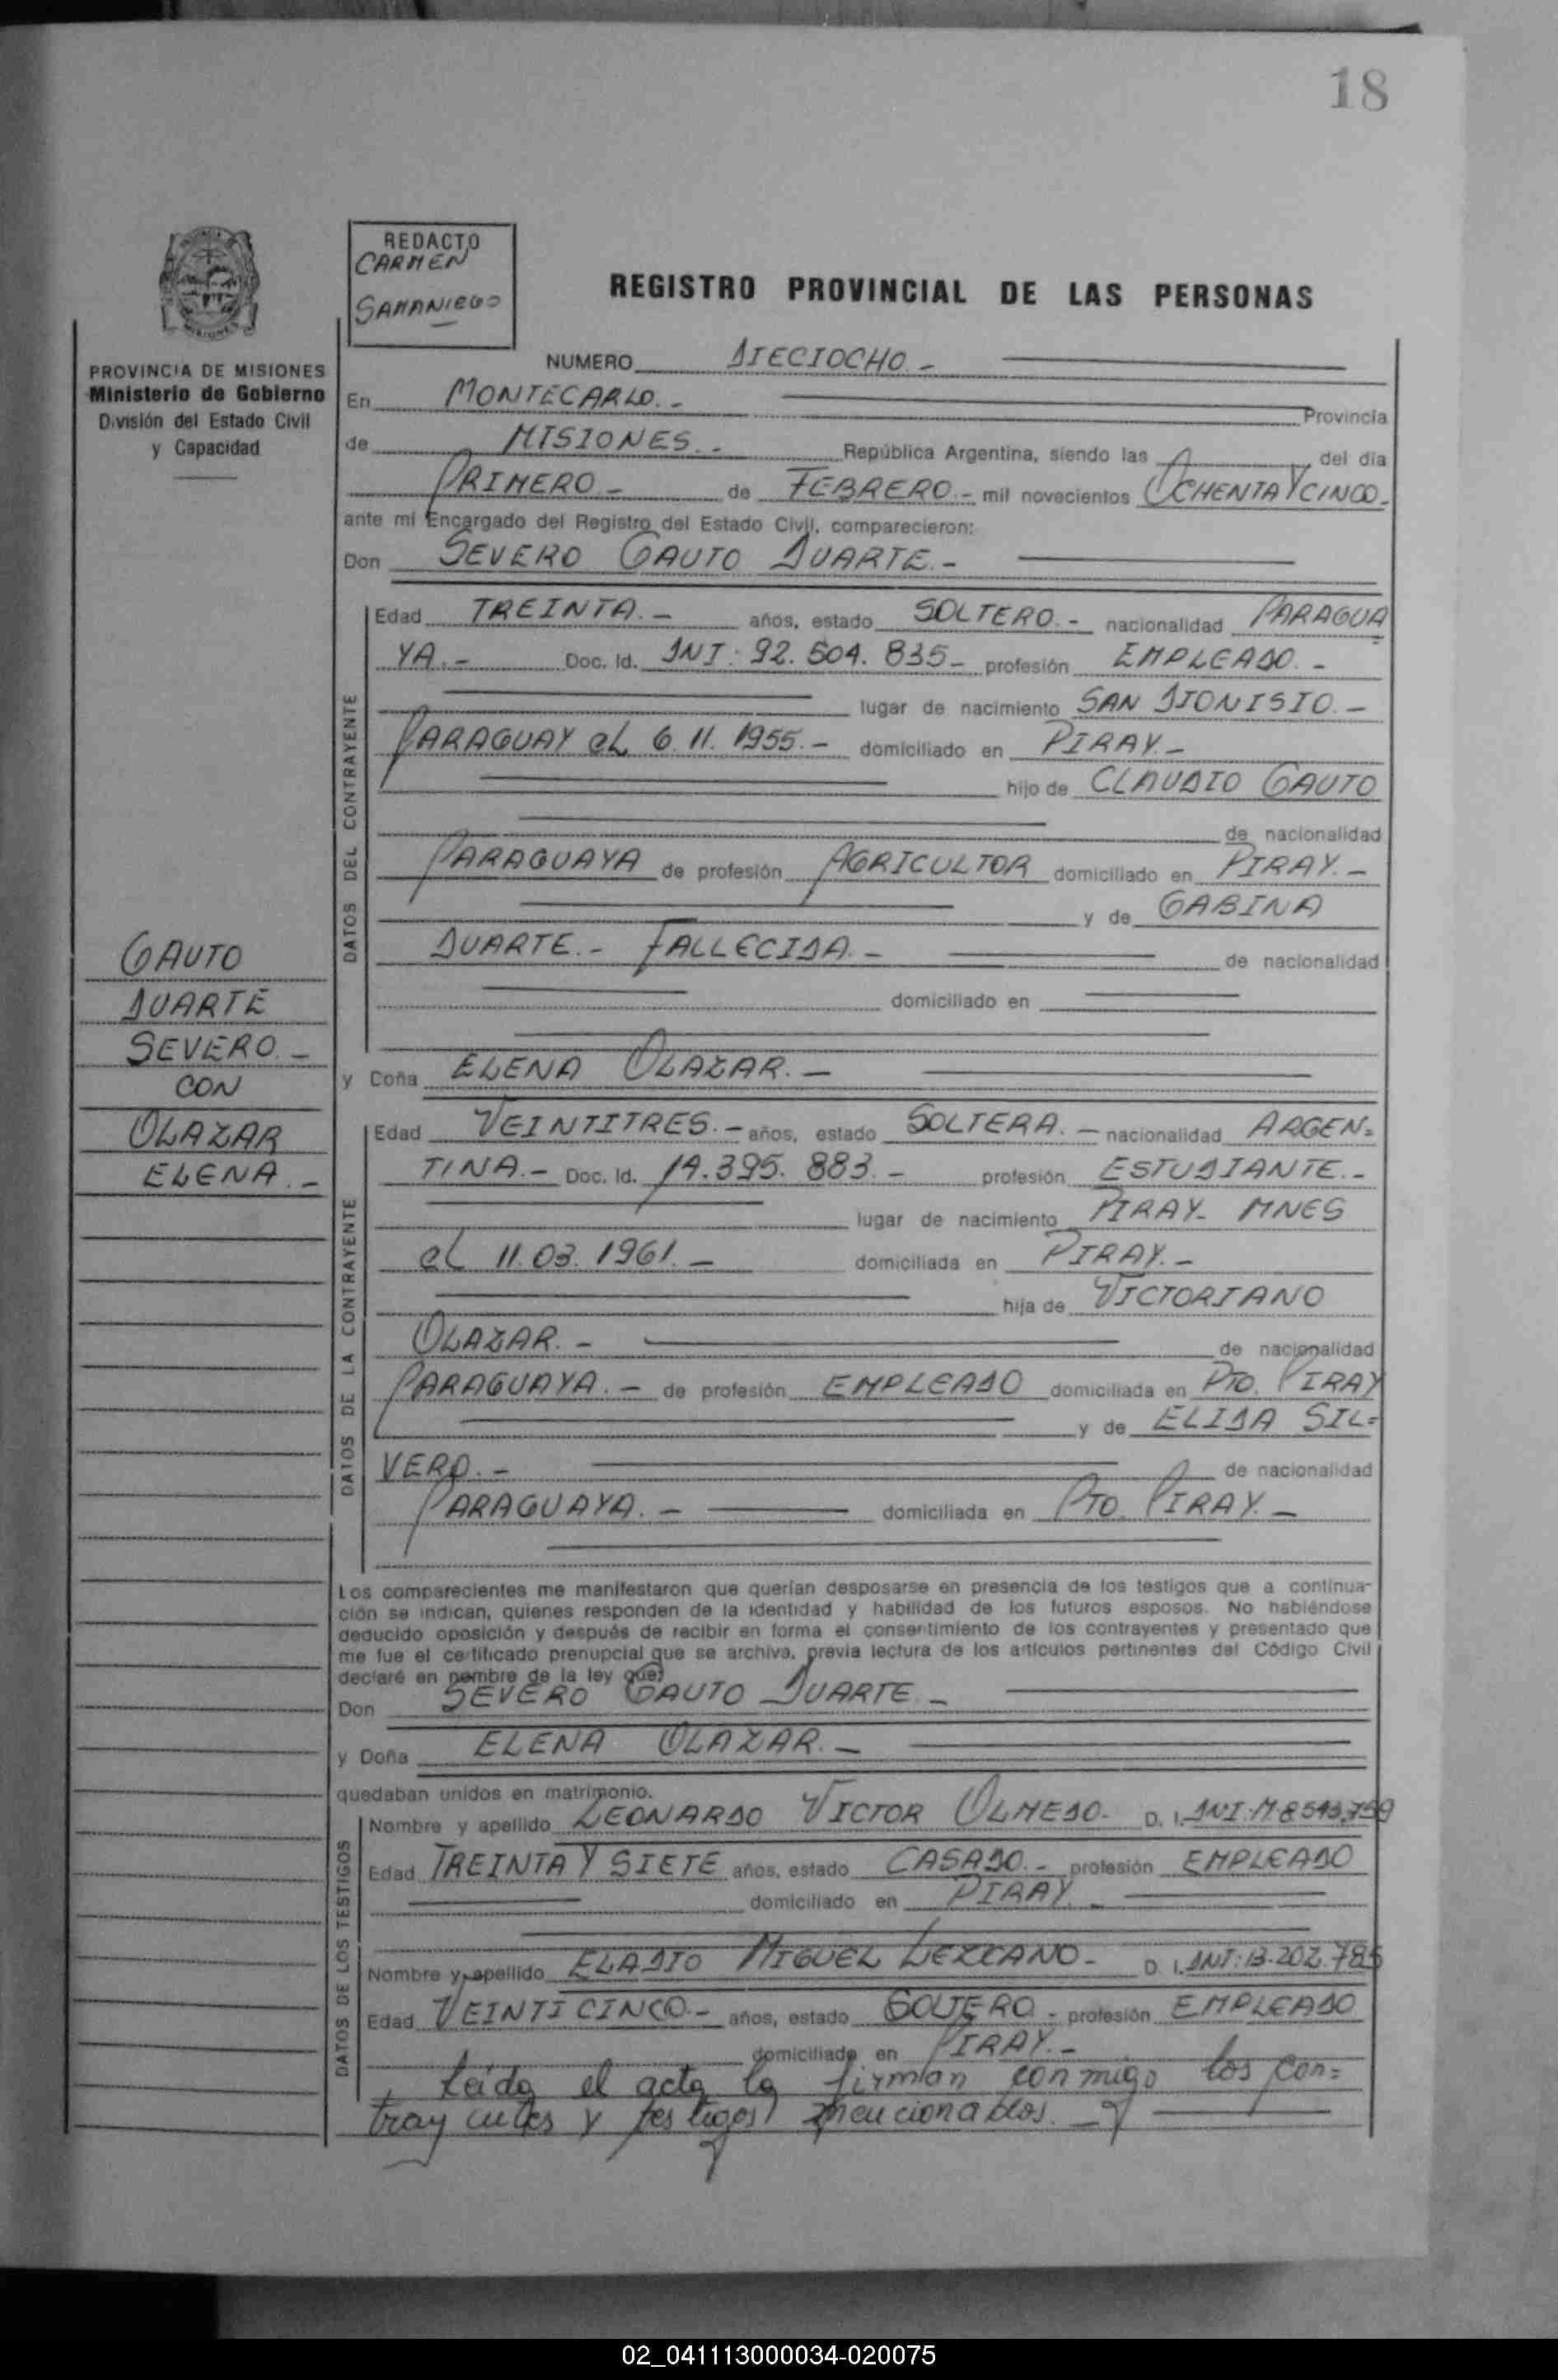 18
REDACTO
CARMEN
SAMANIEGO
REGISTRO PROVINCIAL DE LAS PERSONAS
PROVINCIA DE MISIONES
Ministerio de Gobierno
División del Estado Civil
y Capacidad
NUMERO DIECIOCHO.-
En MONTECARLO.- Provincia
de MISIONES.- República Argentina, siendo las del día
PRIMERO.- de FEBRERO.- mil novecientos OCHENTA Y CINCO.-
ante mi Encargado del Registro del Estado Civil, comparecieron:
Don SEVERO GAUTO DUARTE.-
DATOS DEL CONTRAYENTE
Edad TREINTA.- años, estado SOLTERO.- nacionalidad PARAGUA
YA.- Doc. Id. DNI: 92.504.835- profesión EMPLEADO.-
lugar de nacimiento SAN DIONISIO.-
PARAGUAY el 6.11.1955.- domiciliado en PIRAY.-
hijo de CLAUDIO GAUTO
de nacionalidad
PARAGUAYA de profesión AGRICULTOR domiciliado en PIRAY.-
y de GABINA
DUARTE.- FALLECIDA.- de nacionalidad
domiciliado en
GAUTO
DUARTE
SEVERO.-
CON
OLAZAR
ELENA.-
y Doña ELENA OLAZAR.-
DATOS DE LA CONTRAYENTE
Edad VEINTITRES.- años, estado SOLTERA.- nacionalidad ARGEN=
TINA.- Doc. Id. 14.395.883.- profesión ESTUDIANTE.-
lugar de nacimiento PIRAY- MNES
el 11.03.1961.- domiciliada en PIRAY.-
hija de VICTORIANO
OLAZAR.- de nacionalidad
PARAGUAYA.- de profesión EMPLEADO domiciliada en PTO. PIRAY
y de ELIDA SIL=
VERO.- de nacionalidad
PARAGUAYA.- domiciliada en PTO. PIRAY.-
Los comparecientes me manifestaron que querían desposarse en presencia de los testigos que a continua-
ción se indican, quienes responden de la identidad y habilidad de los futuros esposos. No habiéndose
deducido oposición y después de recibir en forma el consentimiento de los contrayentes y presentado que
me fue el certificado prenupcial que se archiva, previa lectura de los artículos pertinentes del Código Civil
declaré en nombre de la ley que:
Don SEVERO GAUTO DUARTE.-
y Doña ELENA OLAZAR.-
quedaban unidos en matrimonio.
DATOS DE LOS TESTIGOS
Nombre y apellido LEONARDO VICTOR OLMEDO- D. I. DNI: M 8543.759
Edad TREINTA Y SIETE años, estado CASADO.- profesión EMPLEADO
domiciliado en PIRAY.-
Nombre y apellido ELADIO MIGUEL LEZCANO- D. I. DNI: 13.202.785
Edad VEINTICINCO.- años, estado SOLTERO- profesión EMPLEADO
domiciliado en PIRAY.-
, leida el acta la firman conmigo los con=
trayentes y testigos mencionados.
02_041113000034-020075